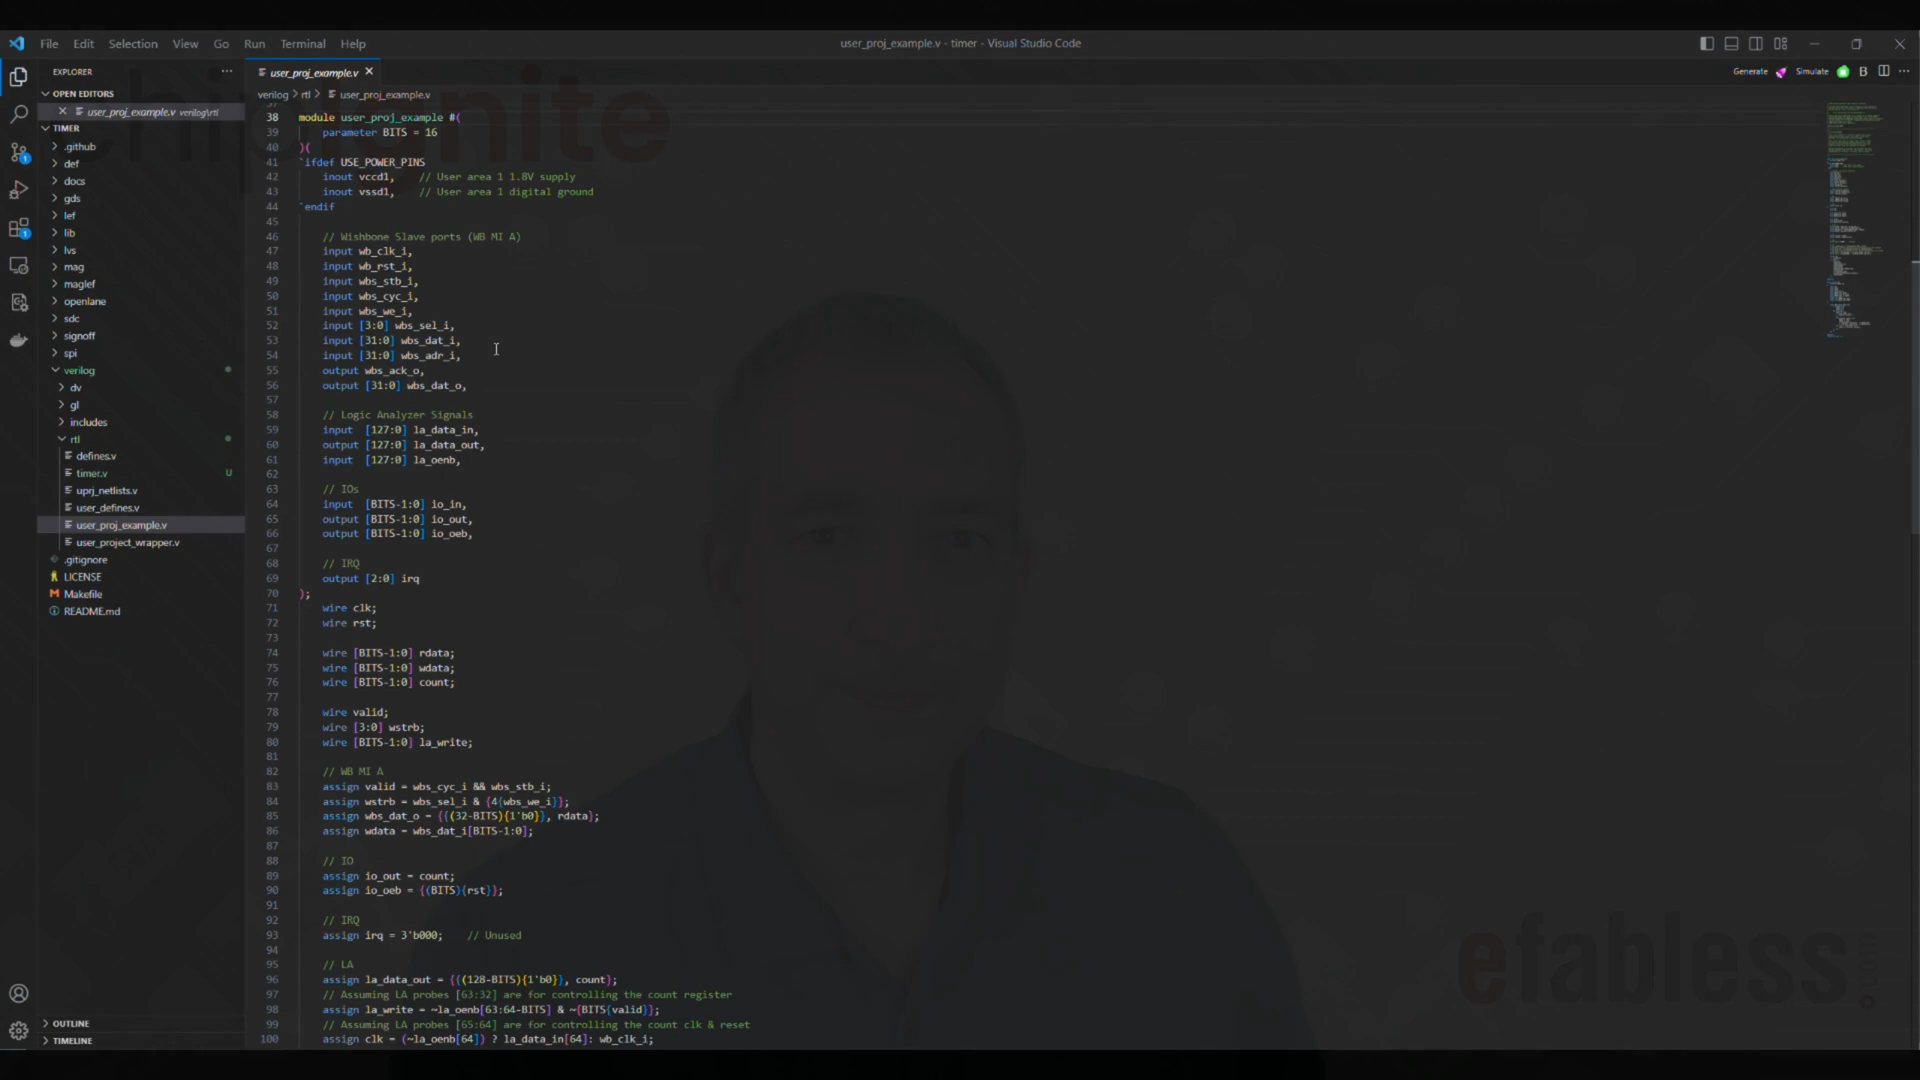 File Edit Selection View Go Run Terminal Help
user_proj_example.v - timer - Visual Studio Code
EXPLORER
user_proj_example.v
Generate
Simulate
OPEN EDITORS
user_proj_example.v verilog\rtl
TIMER
.github
def
docs
gds
lef
lib
lvs
mag
maglef
openlane
sdc
signoff
spi
verilog
dv
gl
includes
rtl
defines.v
timer.v U
uprj_netlists.v
user_defines.v
user_proj_example.v
user_project_wrapper.v
.gitignore
LICENSE
Makefile
README.md
OUTLINE
TIMELINE
verilog > rtl > user_proj_example.v
38 module user_proj_example #(
39 parameter BITS = 16
40 )(
41 `ifdef USE_POWER_PINS
42 inout vccd1, // User area 1 1.8V supply
43 inout vssd1, // User area 1 digital ground
44 `endif
45
46 // Wishbone Slave ports (WB MI A)
47 input wb_clk_i,
48 input wb_rst_i,
49 input wbs_stb_i,
50 input wbs_cyc_i,
51 input wbs_we_i,
52 input [3:0] wbs_sel_i,
53 input [31:0] wbs_dat_i,
54 input [31:0] wbs_adr_i,
55 output wbs_ack_o,
56 output [31:0] wbs_dat_o,
57
58 // Logic Analyzer Signals
59 input [127:0] la_data_in,
60 output [127:0] la_data_out,
61 input [127:0] la_oenb,
62
63 // IOs
64 input [BITS-1:0] io_in,
65 output [BITS-1:0] io_out,
66 output [BITS-1:0] io_oeb,
67
68 // IRQ
69 output [2:0] irq
70 );
71 wire clk;
72 wire rst;
73
74 wire [BITS-1:0] rdata;
75 wire [BITS-1:0] wdata;
76 wire [BITS-1:0] count;
77
78 wire valid;
79 wire [3:0] wstrb;
80 wire [BITS-1:0] la_write;
81
82 // WB MI A
83 assign valid = wbs_cyc_i && wbs_stb_i;
84 assign wstrb = wbs_sel_i & {4{wbs_we_i}};
85 assign wbs_dat_o = {{(32-BITS){1'b0}}, rdata};
86 assign wdata = wbs_dat_i[BITS-1:0];
87
88 // IO
89 assign io_out = count;
90 assign io_oeb = {(BITS){rst}};
91
92 // IRQ
93 assign irq = 3'b000; // Unused
94
95 // LA
96 assign la_data_out = {{(128-BITS){1'b0}}, count};
97 // Assuming LA probes [63:32] are for controlling the count register
98 assign la_write = ~la_oenb[63:64-BITS] & ~{BITS{valid}};
99 // Assuming LA probes [65:64] are for controlling the count clk & reset
100 assign clk = (~la_oenb[64]) ? la_data_in[64]: wb_clk_i;
chipignite
efabless